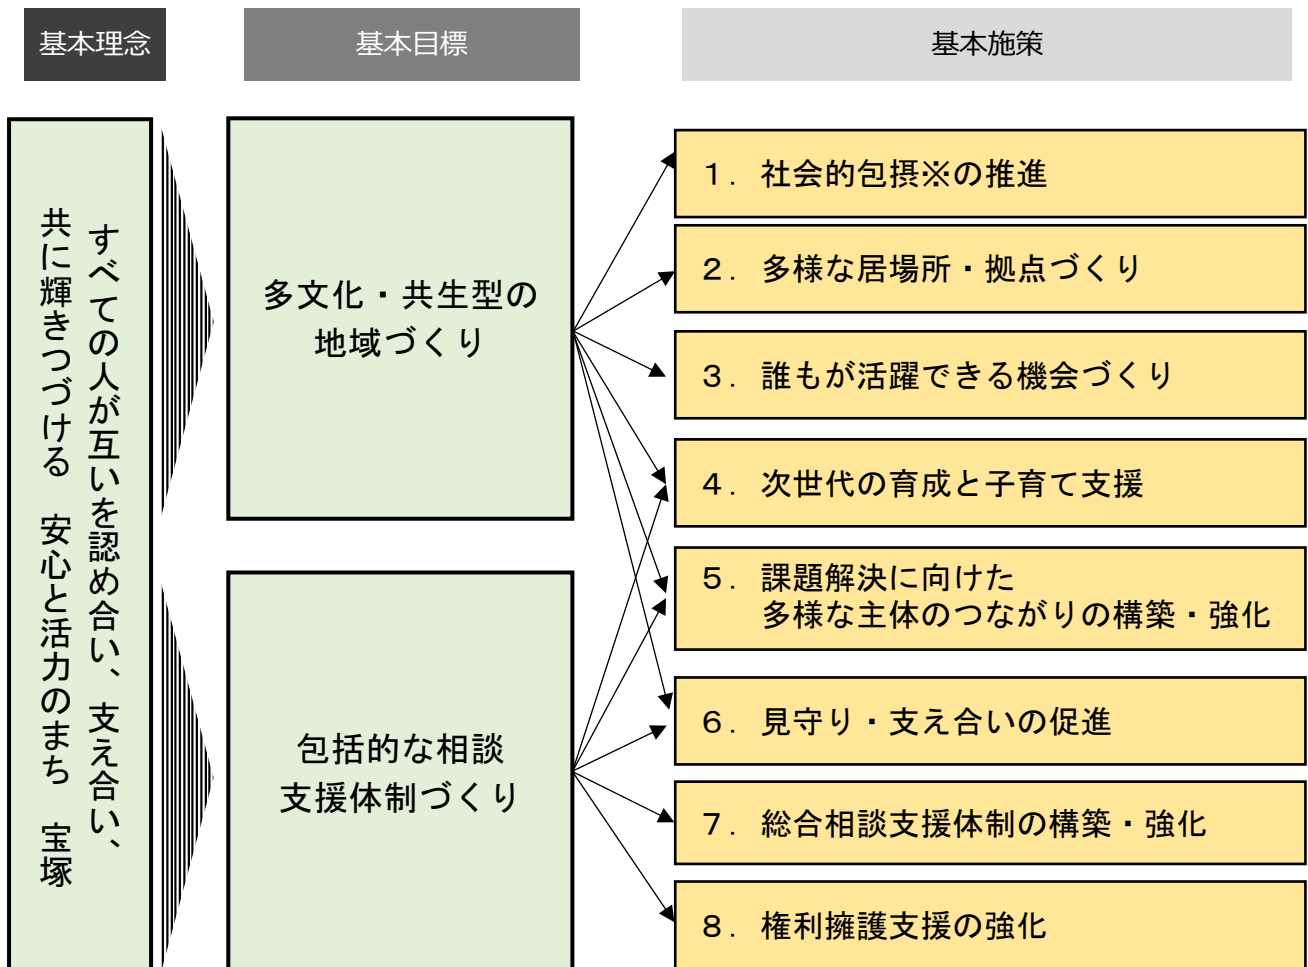 基本理念
基本目標
基本施策
すべての人が互いを認め合い、支え合い、
共に輝きつづける　安心と活力のまち　宝塚
多文化・共生型の
地域づくり
包括的な相談
支援体制づくり
１．社会的包摂※の推進
２．多様な居場所・拠点づくり
３．誰もが活躍できる機会づくり
４．次世代の育成と子育て支援
５．課題解決に向けた
多様な主体のつながりの構築・強化
６．見守り・支え合いの促進
７．総合相談支援体制の構築・強化
８．権利擁護支援の強化